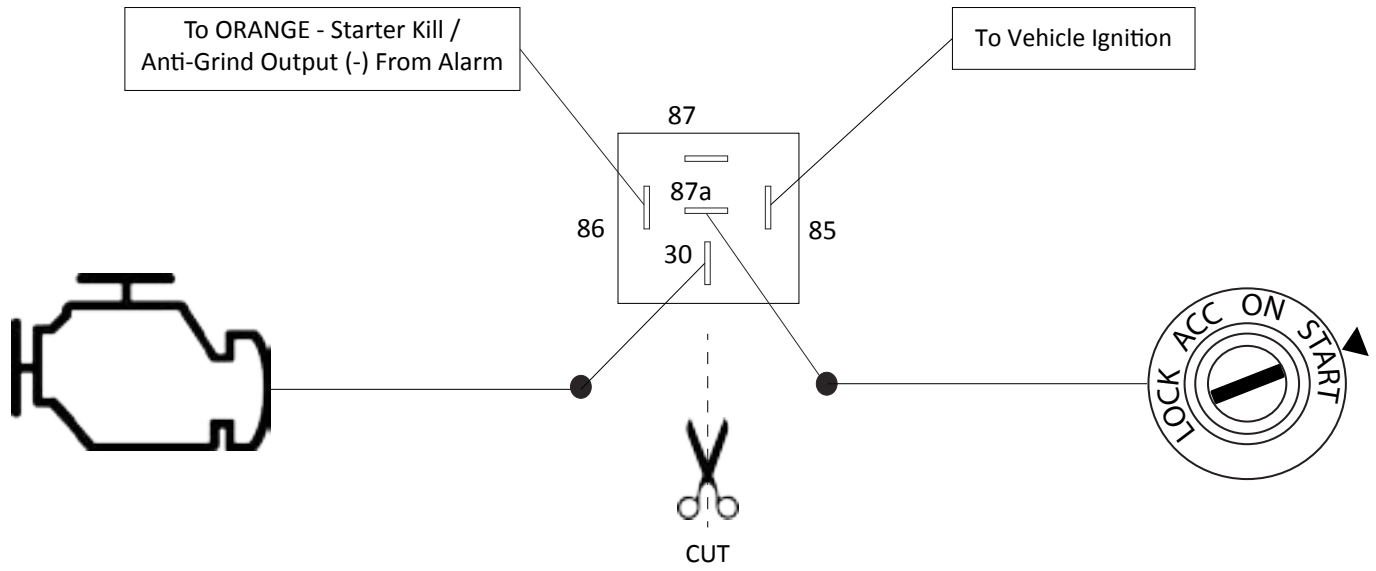 To ORANGE - Starter Kill /
Anti-Grind Output (-) From Alarm
To Vehicle Ignition
87
87a
86
85
30
LOCK ACC ON START
CUT